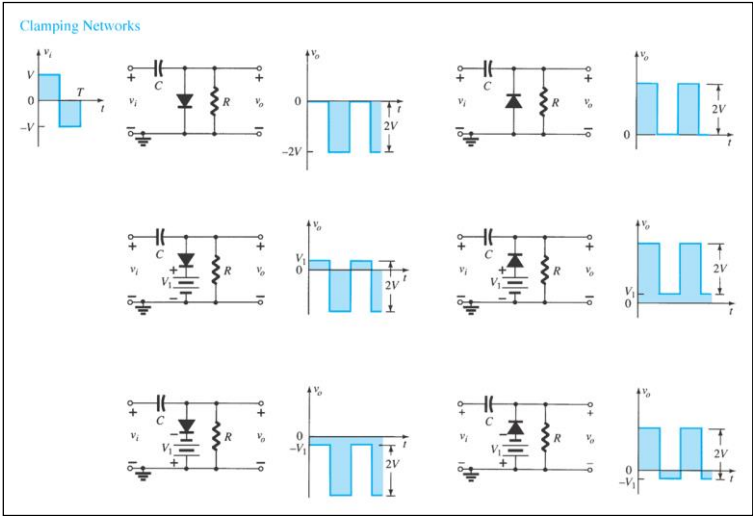 Clamping Networks
vi
V
0
–V
T
t
+
C
+
vi
R
vo
–
–
vo
0
t
2V
–2V
+
C
+
vi
R
vo
–
–
vo
2V
0
t
+
C
+
vi
+
V1
–
R
vo
–
–
vo
V1
0
t
2V
+
C
+
vi
+
V1
–
R
vo
–
–
vo
2V
V1
0
t
+
C
+
vi
–
V1
+
R
vo
–
–
vo
0
–V1
t
2V
+
C
+
vi
–
V1
+
R
vo
–
–
vo
2V
0
–V1
t